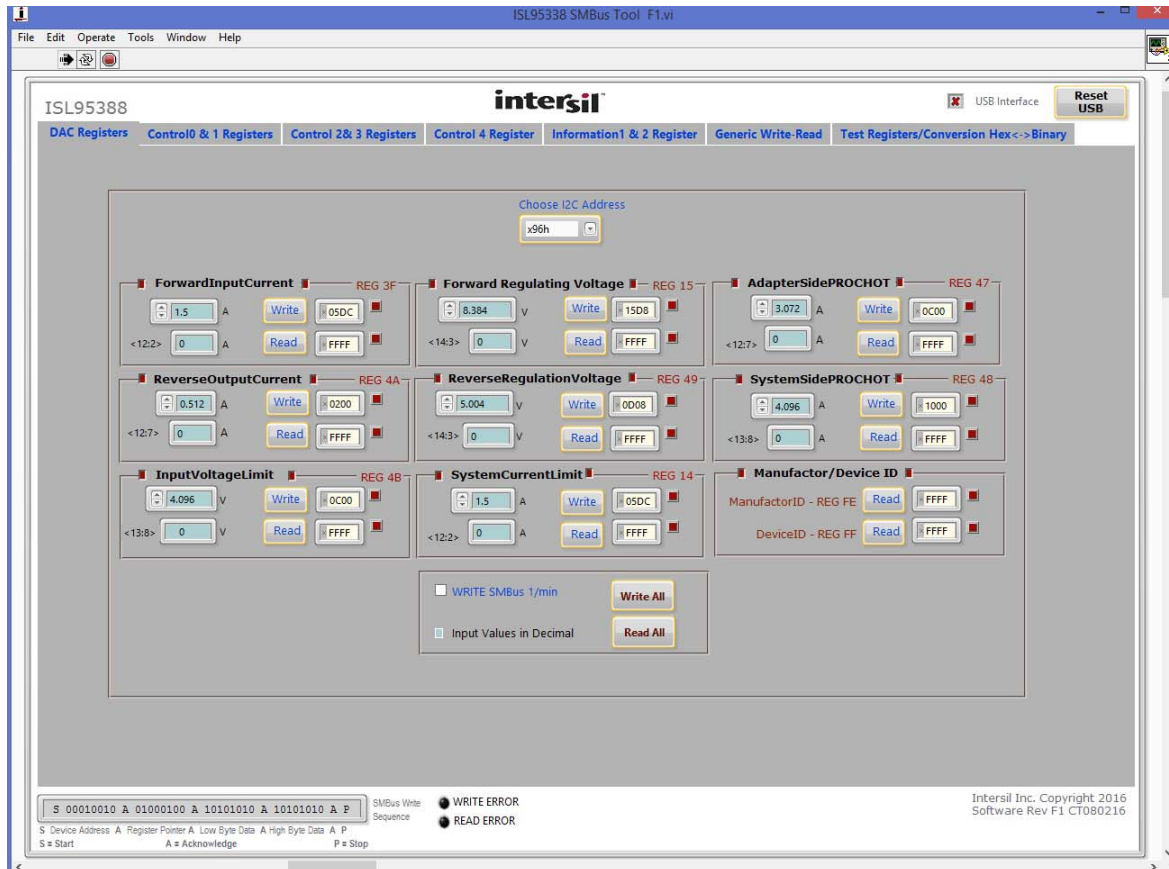 ISL95338 SMBus Tool F1.vi
File Edit Operate Tools Window Help
ISL95388
intersil
USB Interface
Reset USB
DAC Registers Control0 & 1 Registers Control 2& 3 Registers Control 4 Register Information1 & 2 Register Generic Write-Read Test Registers/Conversion Hex<->Binary
Choose I2C Address
x96h
ForwardInputCurrent REG 3F
1.5 A Write x 05DC
<12:2> 0 A Read x FFFF
Forward Regulating Voltage REG 15
8.384 V Write x 15D8
<14:3> 0 V Read x FFFF
AdapterSidePROCHOT REG 47
3.072 A Write x 0C00
<12:7> 0 A Read x FFFF
ReverseOutputCurrent REG 4A
0.512 A Write x 0200
<12:7> 0 A Read x FFFF
ReverseRegulationVoltage REG 49
5.004 V Write x 0D08
<14:3> 0 V Read x FFFF
SystemSidePROCHOT REG 48
4.096 A Write x 1000
<13:8> 0 A Read x FFFF
InputVoltageLimit REG 4B
4.096 V Write x 0C00
<13:8> 0 V Read x FFFF
SystemCurrentLimit REG 14
1.5 A Write x 05DC
<12:2> 0 A Read x FFFF
Manufactor/Device ID
ManufactorID - REG FE Read x FFFF
DeviceID - REG FF Read x FFFF
WRITE SMBus 1/min Write All
Input Values in Decimal Read All
S 00010010 A 01000100 A 10101010 A 10101010 A P
SMBus Write Sequence
S Device Address A Register Pointer A Low Byte Data A High Byte Data A P
S = Start A = Acknowledge P = Stop
WRITE ERROR
READ ERROR
Intersil Inc. Copyright 2016
Software Rev F1 CT080216